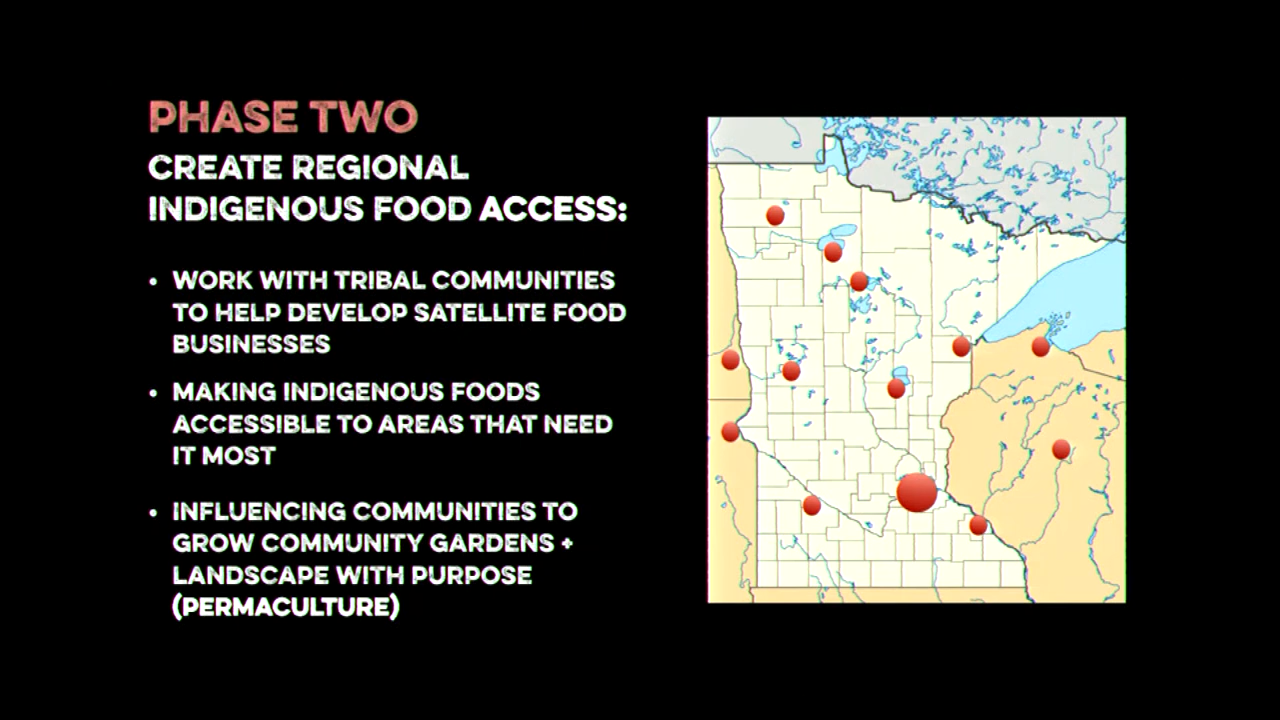 PHASE TWO
CREATE REGIONAL
INDIGENOUS FOOD ACCESS:
• WORK WITH TRIBAL COMMUNITIES
TO HELP DEVELOP SATELLITE FOOD
BUSINESSES
• MAKING INDIGENOUS FOODS
ACCESSIBLE TO AREAS THAT NEED
IT MOST
• INFLUENCING COMMUNITIES TO
GROW COMMUNITY GARDENS +
LANDSCAPE WITH PURPOSE
(PERMACULTURE)